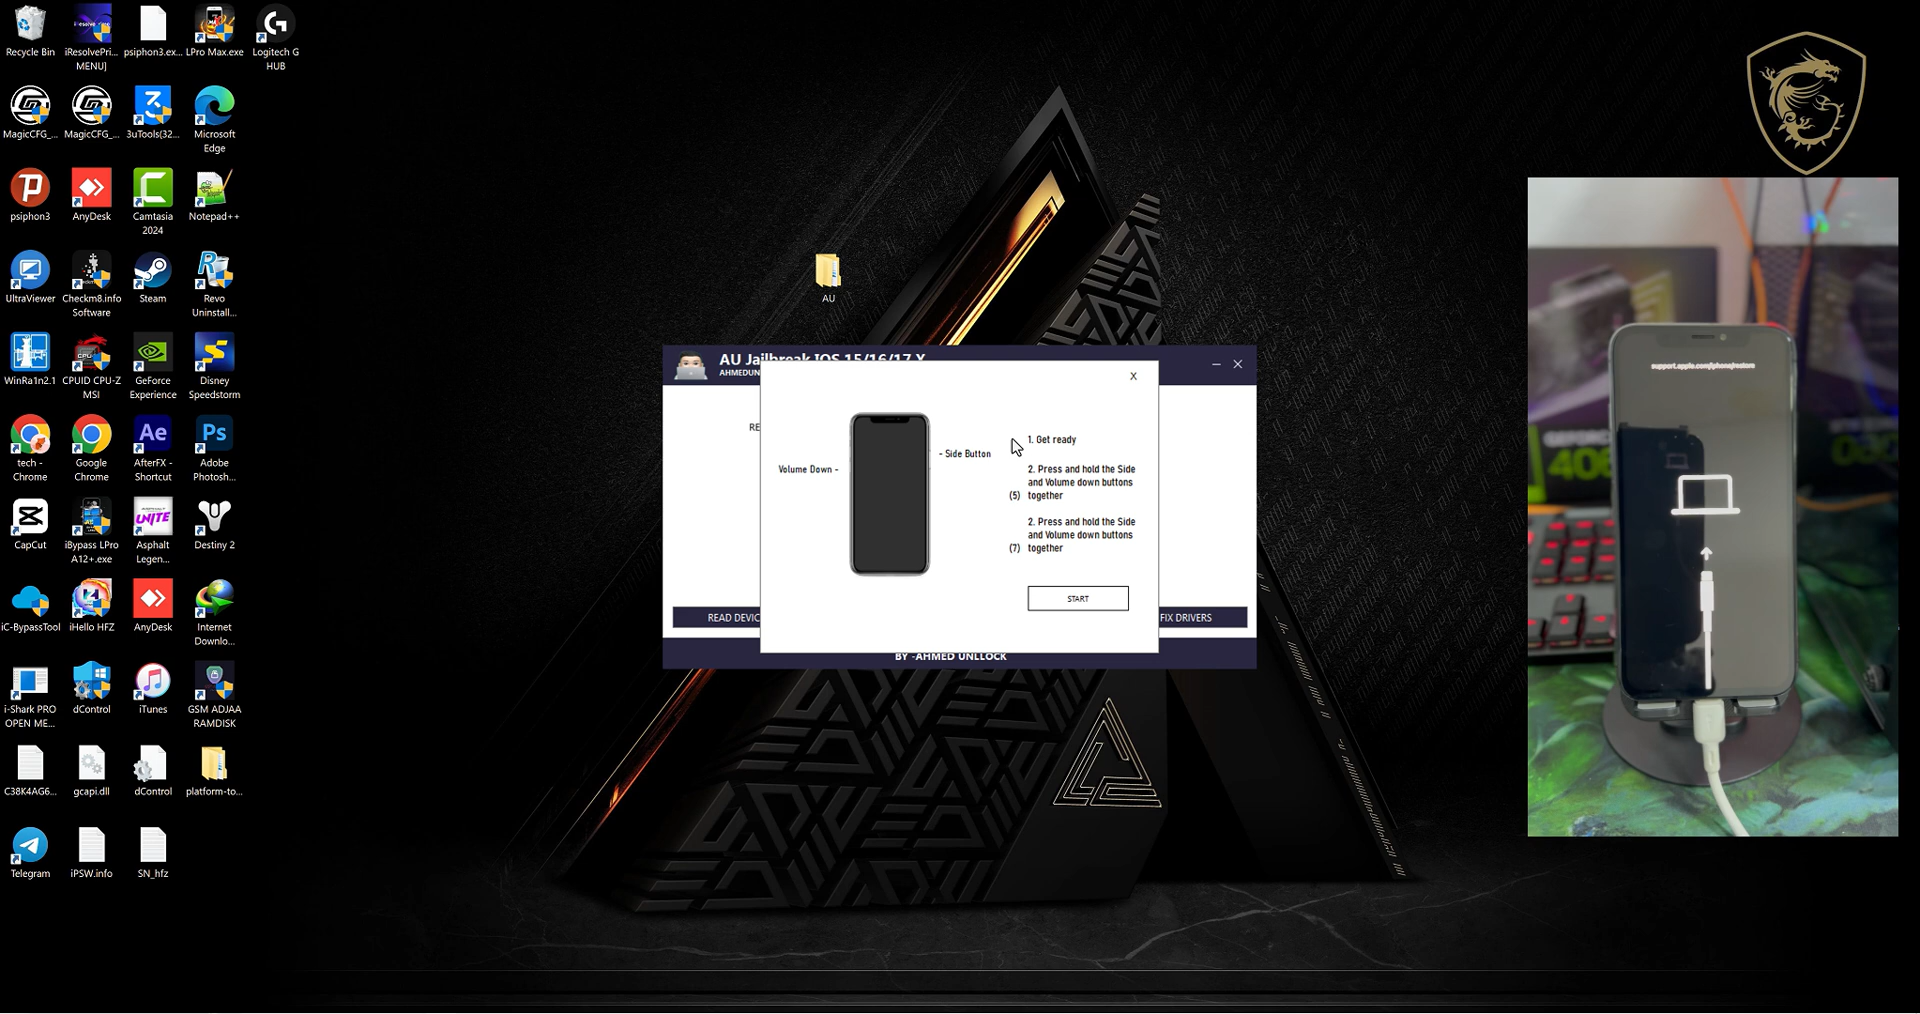 Recycle Bin
iResolvePri...
MENU]
psiphon3.ex...
LPro Max.exe
Logitech G
HUB
MagicCFG_...
MagicCFG_...
3uTools(32...
Microsoft
Edge
psiphon3
AnyDesk
Camtasia
2024
Notepad++
UltraViewer
Checkm8.info
Software
Steam
Revo
Uninstall...
WinRa1n2.1
CPUID CPU-Z
MSI
GeForce
Experience
Disney
Speedstorm
tech -
Chrome
Google
Chrome
AfterFX -
Shortcut
Adobe
Photosh...
CapCut
iBypass LPro
A12+.exe
Asphalt
Legen...
Destiny 2
iC-BypassTool
iHello HFZ
AnyDesk
Internet
Downlo...
i-Shark PRO
OPEN ME...
dControl
iTunes
GSM ADJAA
RAMDISK
C38K4AG6...
gcapi.dll
dControl
platform-to...
Telegram
iPSW.info
SN_hfz
AU
AU Jailbreak IOS 15/16/17.X
AHMEDUN
X
RE
Volume Down -
- Side Button
1. Get ready
2. Press and hold the Side
and Volume down buttons
(5) together
2. Press and hold the Side
and Volume down buttons
(7) together
START
READ DEVIC
FIX DRIVERS
BY -AHMED UNLLOCK
support.apple.com/iphone/restore